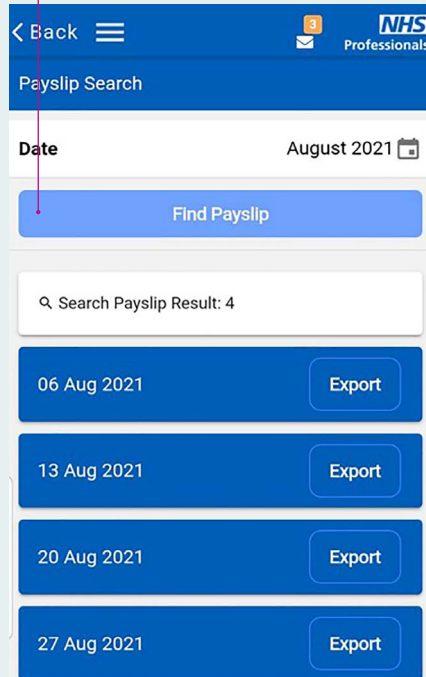 Back 3 NHS
Professionals
Payslip Search
Date August 2021
Find Payslip
Search Payslip Result: 4
06 Aug 2021 Export
13 Aug 2021 Export
20 Aug 2021 Export
27 Aug 2021 Export